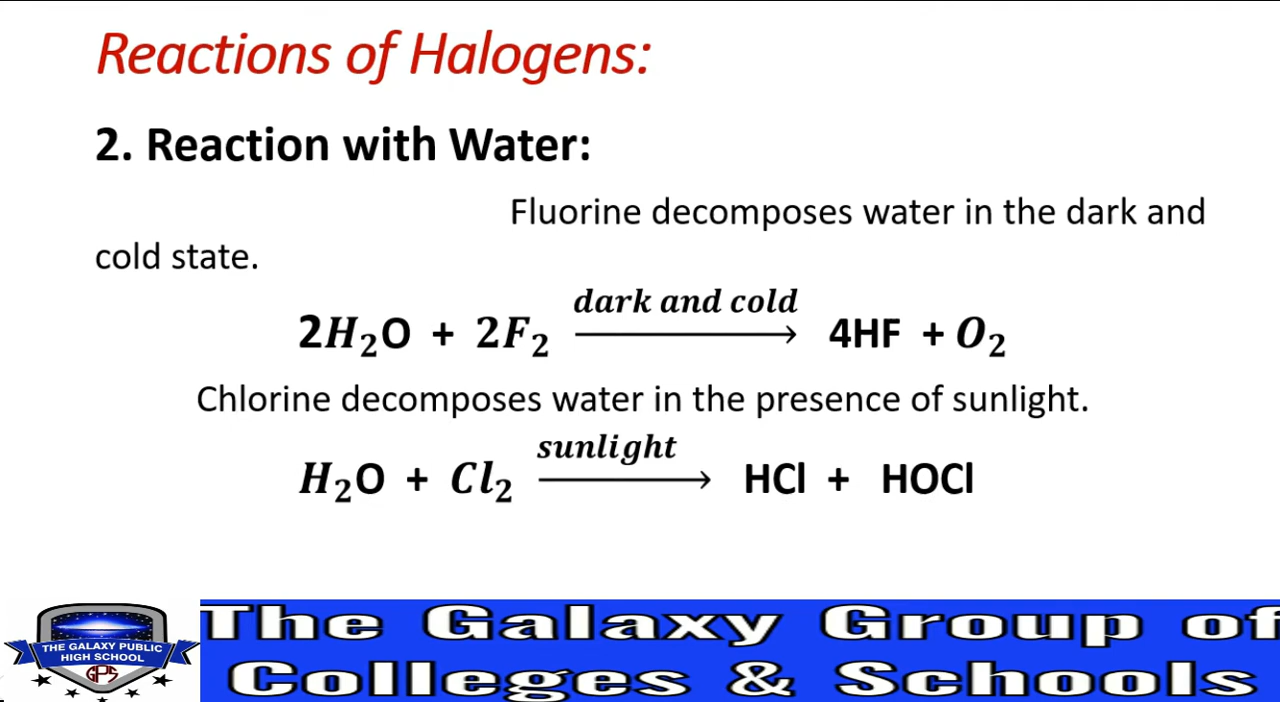 Reactions of Halogens:
2. Reaction with Water:
Fluorine decomposes water in the dark and
cold state.
2H₂O + 2F₂ dark and cold → 4HF + O₂
Chlorine decomposes water in the presence of sunlight.
H₂O + Cl₂ sunlight → HCl + HOCl
THE GALAXY PUBLIC
HIGH SCHOOL
GPS
The Galaxy Group of
Colleges & Schools